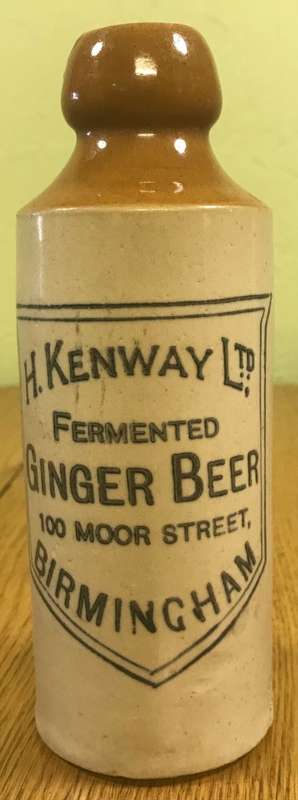 H. KENWAY LTD.
FERMENTED
GINGER BEER
100 MOOR STREET,
BIRMINGHAM